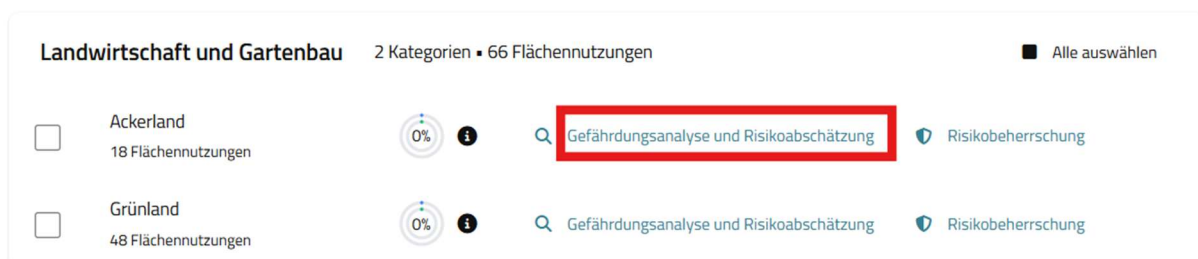 Landwirtschaft und Gartenbau 2 Kategorien ▪ 66 Flächennutzungen Alle auswählen
Ackerland
18 Flächennutzungen
0% Gefährdungsanalyse und Risikoabschätzung Risikobeherrschung
Grünland
48 Flächennutzungen
0% Gefährdungsanalyse und Risikoabschätzung Risikobeherrschung